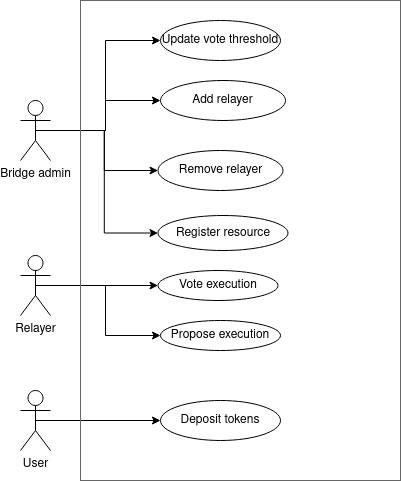 Update vote threshold
Add relayer
Bridge admin
Remove relayer
Register resource
Vote execution
Relayer
Propose execution
Deposit tokens
User